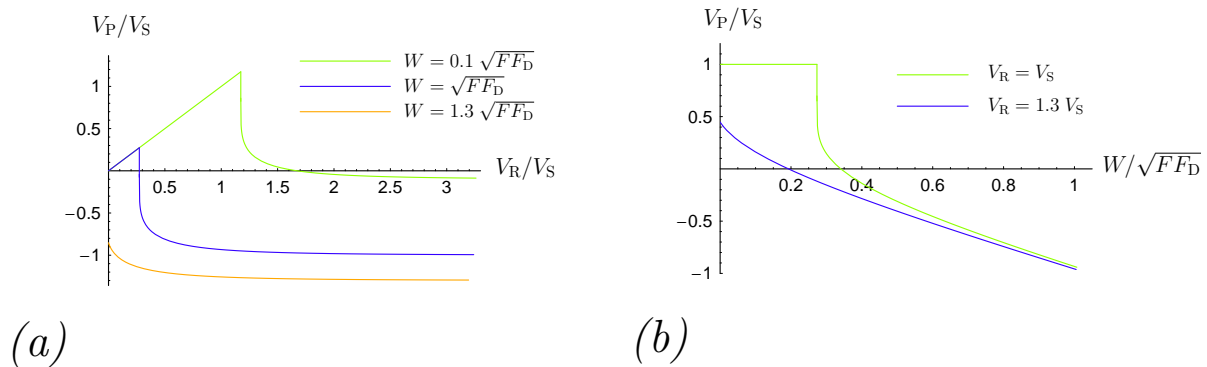 V_P/V_S
W = 0.1 √FF_D
W = √FF_D
W = 1.3 √FF_D
V_R/V_S
1
0.5
−0.5
−1
0.5 1 1.5 2 2.5 3
(a)
V_P/V_S
V_R = V_S
V_R = 1.3 V_S
W/√FF_D
1
0.5
−0.5
−1
0.2 0.4 0.6 0.8 1
(b)